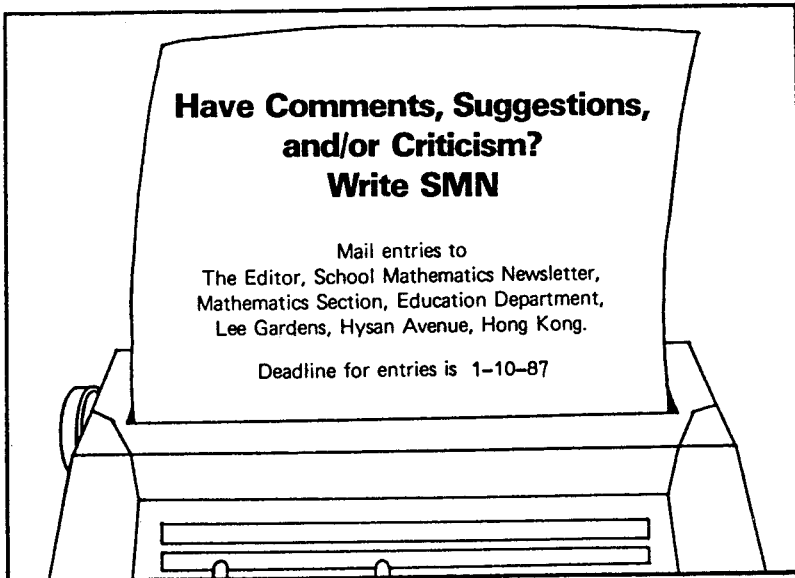 Have Comments, Suggestions,
and/or Criticism?
Write SMN
Mail entries to
The Editor, School Mathematics Newsletter,
Mathematics Section, Education Department,
Lee Gardens, Hysan Avenue, Hong Kong.
Deadline for entries is 1–10–87